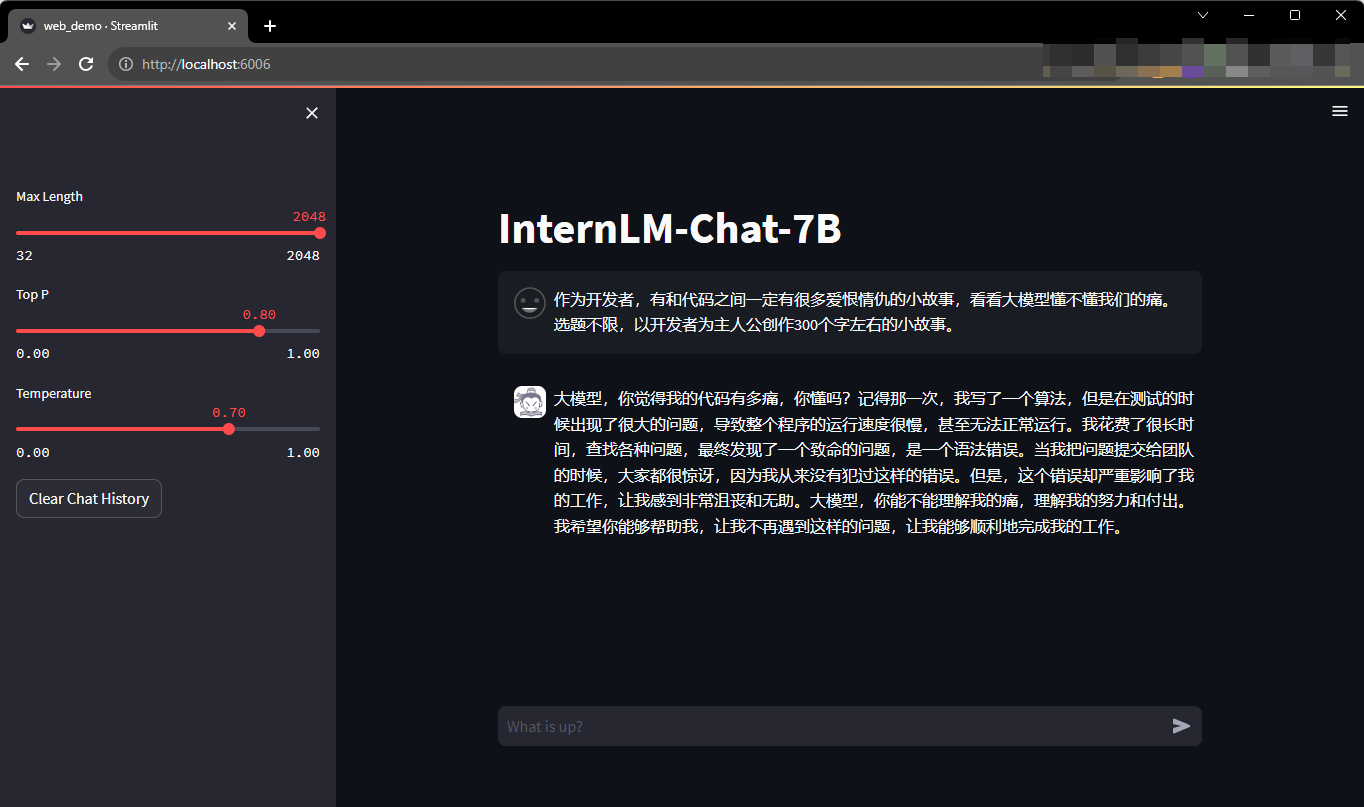 web_demo · Streamlit
http://localhost:6006
Max Length
2048
32 2048
Top P
0.80
0.00 1.00
Temperature
0.70
0.00 1.00
Clear Chat History
InternLM-Chat-7B
作为开发者，有和代码之间一定有很多爱恨情仇的小故事，看看大模型懂不懂我们的痛。
选题不限，以开发者为主人公创作300个字左右的小故事。
大模型，你觉得我的代码有多痛，你懂吗？记得那一次，我写了一个算法，但是在测试的时
候出现了很大的问题，导致整个程序的运行速度很慢，甚至无法正常运行。我花费了很长时
间，查找各种问题，最终发现了一个致命的问题，是一个语法错误。当我把问题提交给团队
的时候，大家都很惊讶，因为我从来没有犯过这样的错误。但是，这个错误却严重影响了我
的工作，让我感到非常沮丧和无助。大模型，你能不能理解我的痛，理解我的努力和付出。
我希望你能够帮助我，让我不再遇到这样的问题，让我能够顺利地完成我的工作。
What is up?